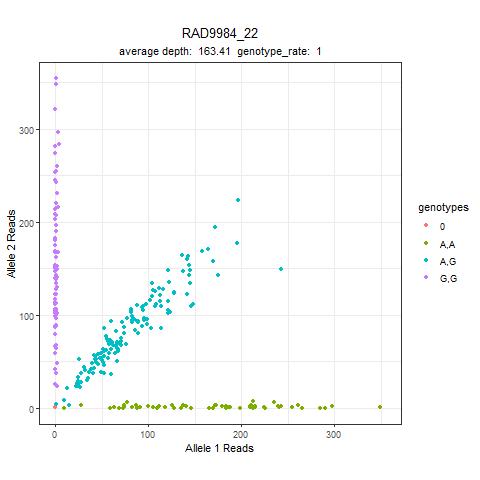 RAD9984_22
average depth: 163.41 genotype_rate: 1
Allele 2 Reads
300
200
100
0
0 100 200 300
Allele 1 Reads
genotypes
0
A,A
A,G
G,G